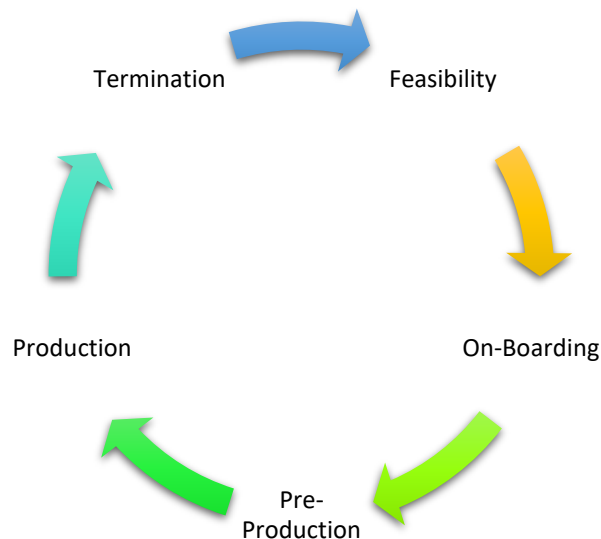 Termination
Feasibility
Production
On-Boarding
Pre-
Production